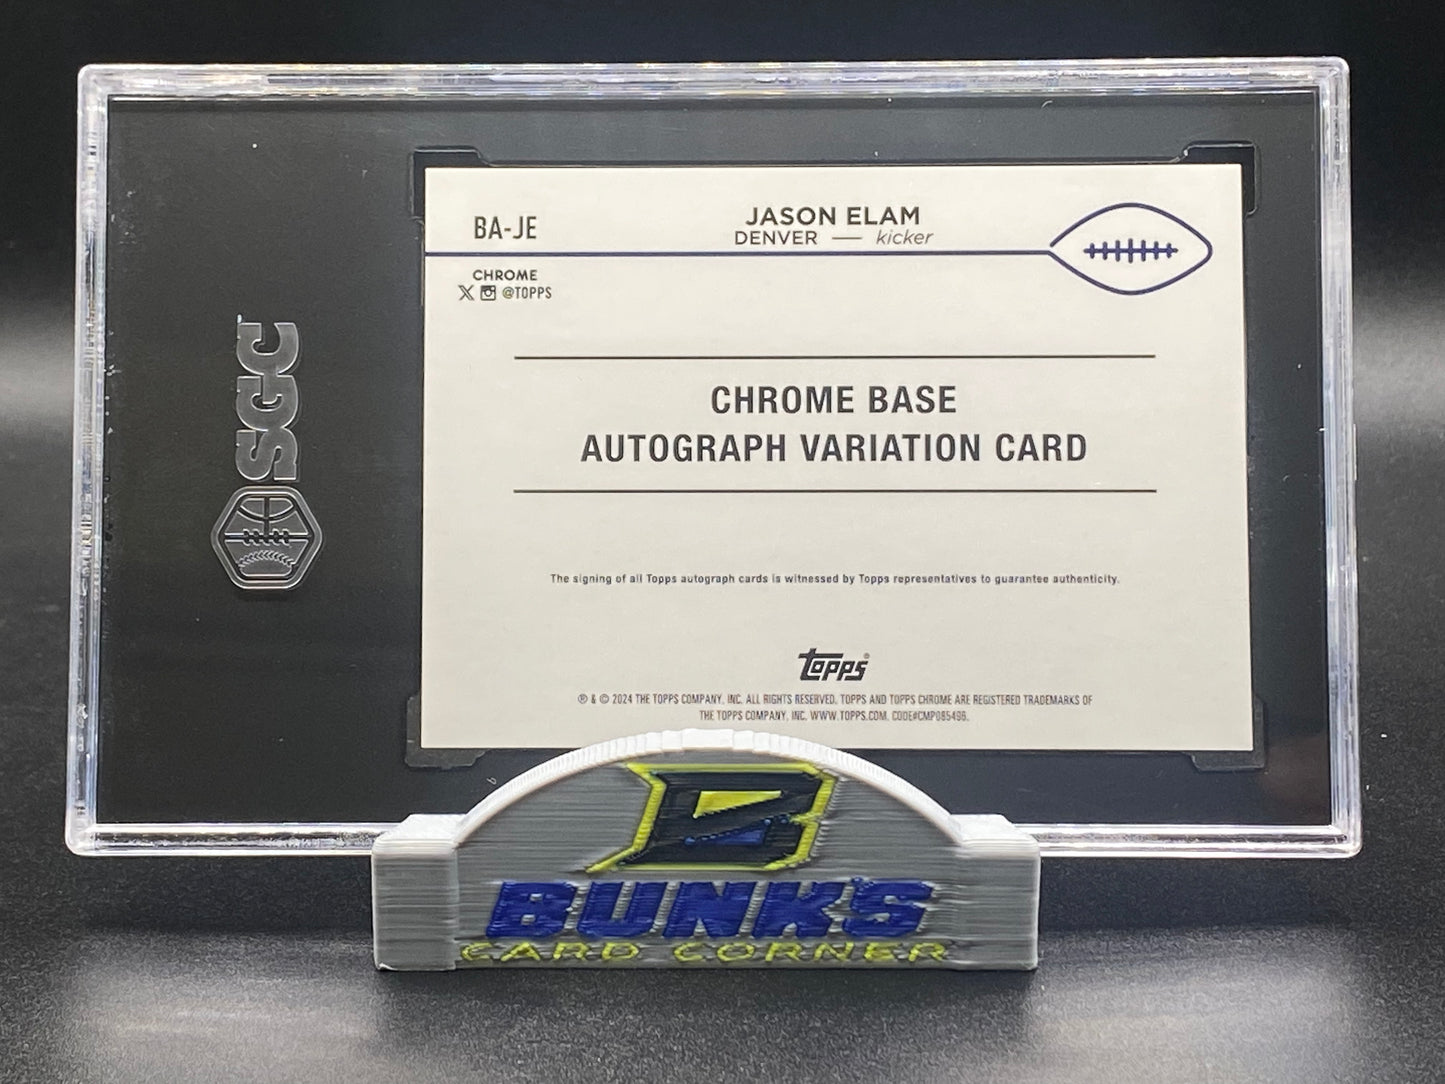 SGC
BA-JE
JASON ELAM
DENVER — kicker
CHROME
@TOPPS
CHROME BASE
AUTOGRAPH VARIATION CARD
The signing of all Topps autograph cards is witnessed by Topps representatives to guarantee authenticity.
Topps®
® & © 2024 THE TOPPS COMPANY, INC. ALL RIGHTS RESERVED. TOPPS AND TOPPS CHROME ARE REGISTERED TRADEMARKS OF
THE TOPPS COMPANY, INC. WWW.TOPPS.COM. CODE#CMP085496.
B
BUNK'S
CARD CORNER